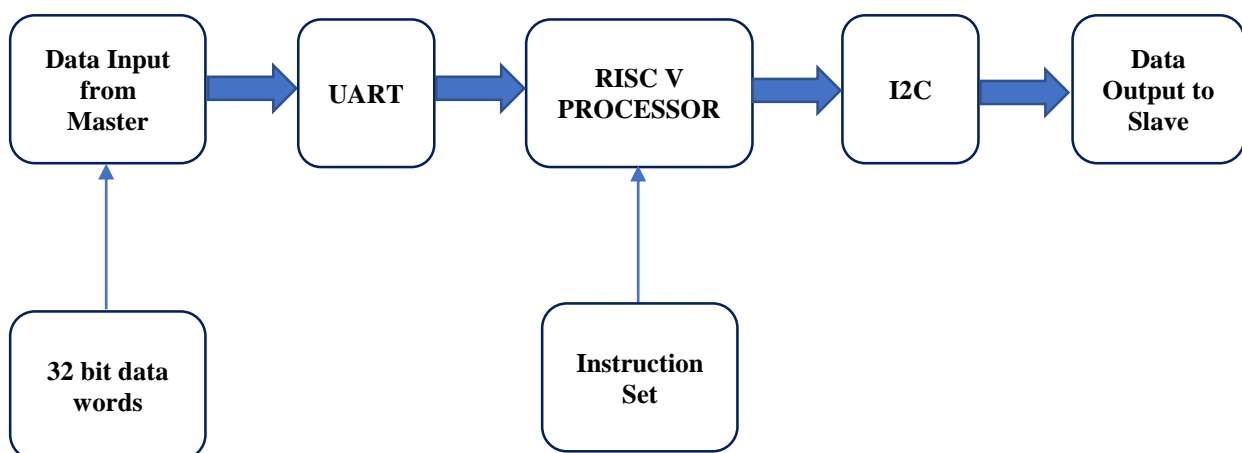 Data Input
from
Master
UART
RISC V
PROCESSOR
I2C
Data
Output to
Slave
32 bit data
words
Instruction
Set